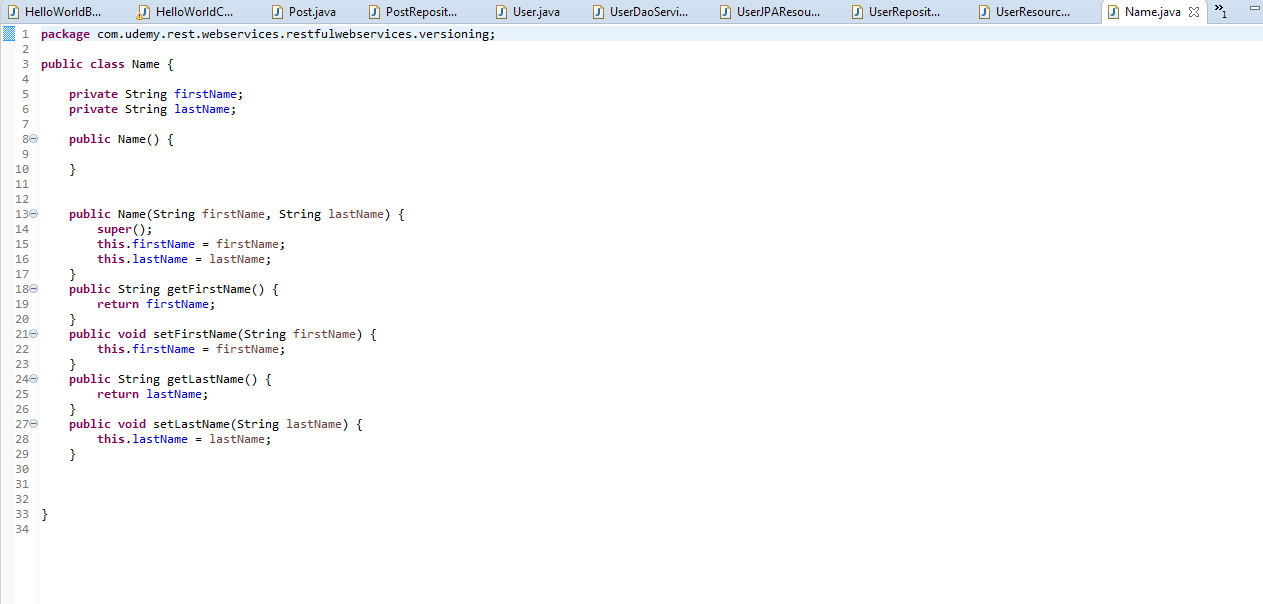 HelloWorldB... HelloWorldC... Post.java PostReposit... User.java UserDaoServi... UserJPAResou... UserReposit... UserResourc... Name.java »1
1 package com.udemy.rest.webservices.restfulwebservices.versioning;
2
3 public class Name {
4
5     private String firstName;
6     private String lastName;
7
8     public Name() {
9
10     }
11
12
13     public Name(String firstName, String lastName) {
14         super();
15         this.firstName = firstName;
16         this.lastName = lastName;
17     }
18     public String getFirstName() {
19         return firstName;
20     }
21     public void setFirstName(String firstName) {
22         this.firstName = firstName;
23     }
24     public String getLastName() {
25         return lastName;
26     }
27     public void setLastName(String lastName) {
28         this.lastName = lastName;
29     }
30
31
32
33 }
34